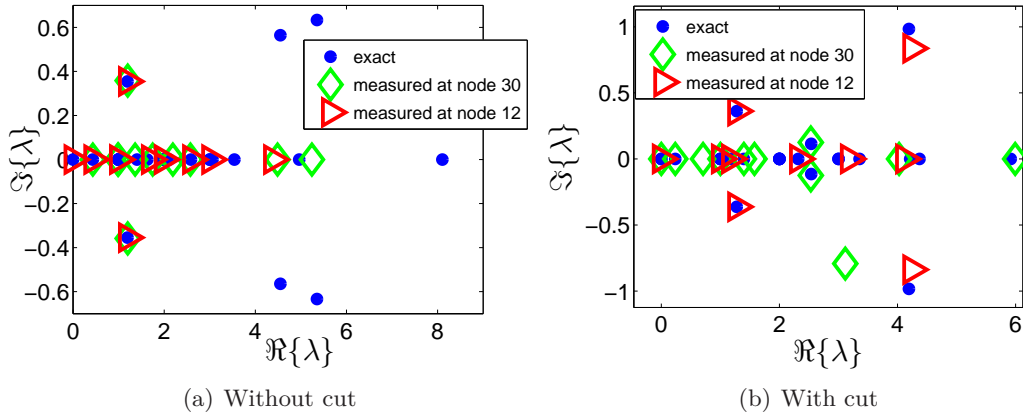 0.6
0.4
0.2
0
−0.2
−0.4
−0.6
ℑ{λ}
0 2 4 6 8
ℜ{λ}
exact
measured at node 30
measured at node 12
(a) Without cut
1
0.5
0
−0.5
−1
ℑ{λ}
0 2 4 6
ℜ{λ}
exact
measured at node 30
measured at node 12
(b) With cut